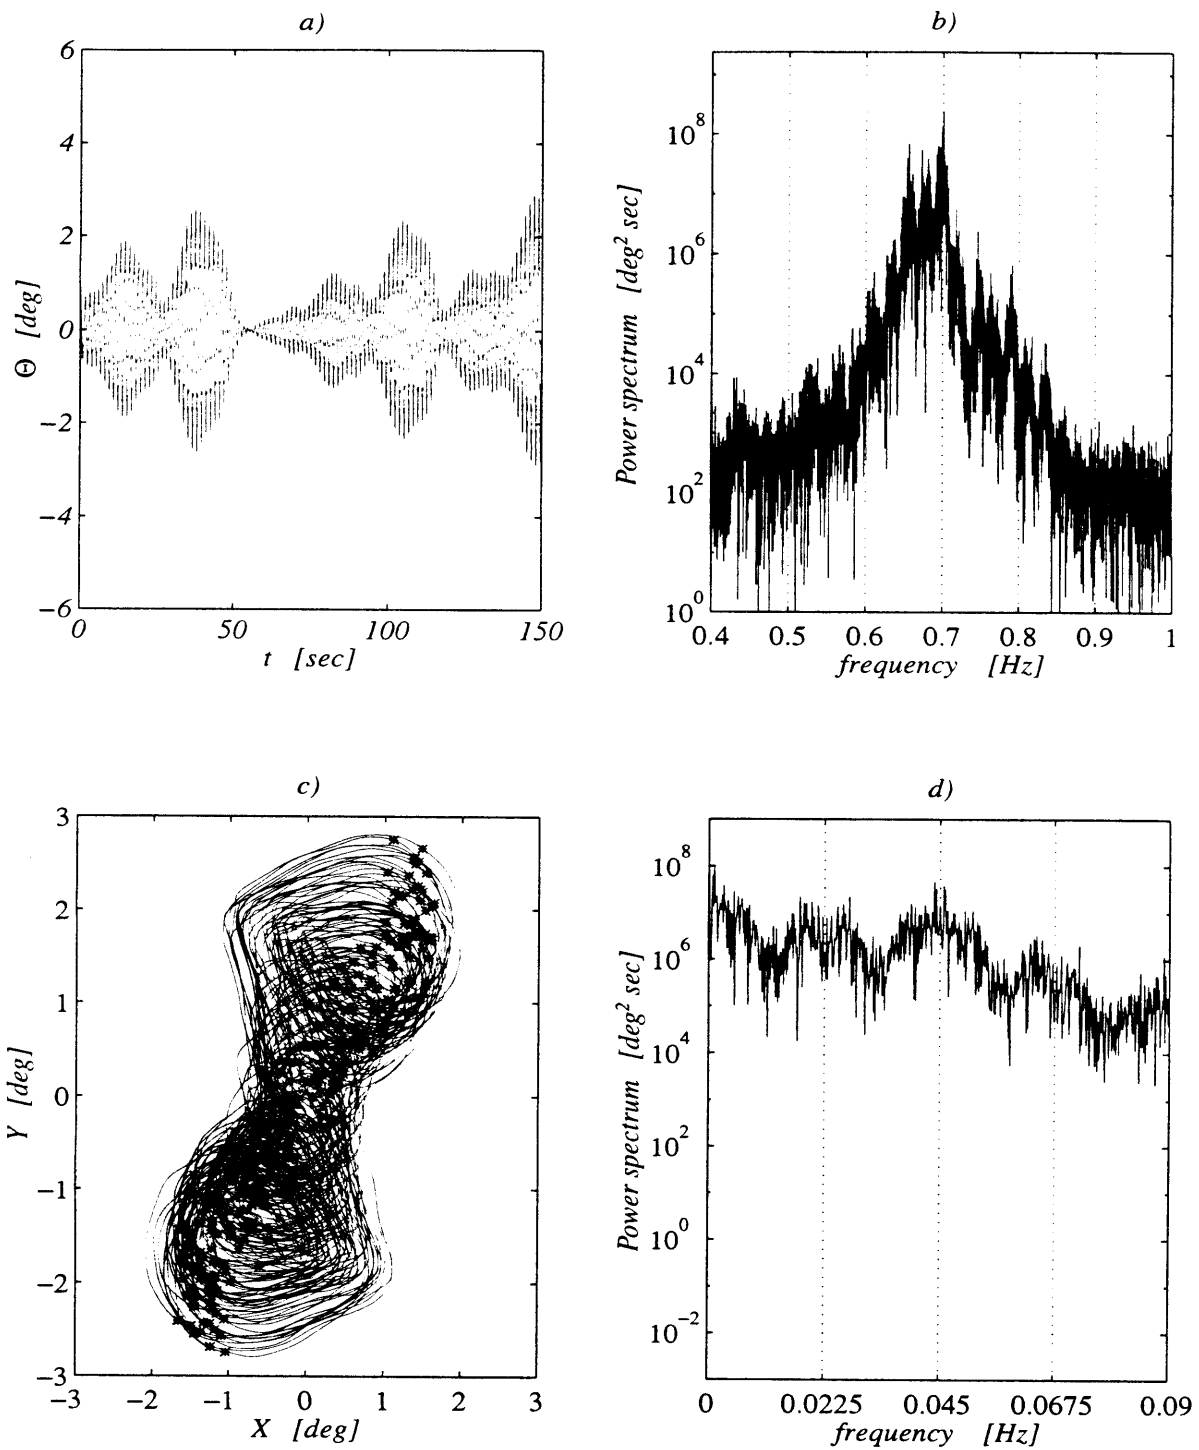 a)
6
4
2
0
−2
−4
−6
Θ [deg]
0 50 100 150
t [sec]
b)
10^8
10^6
10^4
10^2
10^0
Power spectrum [deg^2 sec]
0.4 0.5 0.6 0.7 0.8 0.9 1
frequency [Hz]
c)
3
2
1
0
−1
−2
−3
Y [deg]
−3 −2 −1 0 1 2 3
X [deg]
d)
10^8
10^6
10^4
10^2
10^0
10^−2
Power spectrum [deg^2 sec]
0 0.0225 0.045 0.0675 0.09
frequency [Hz]